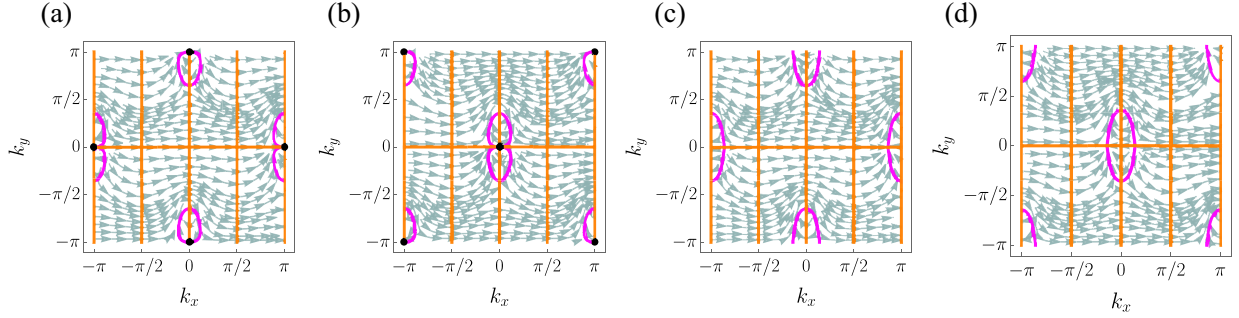 (a) (b) (c) (d)
π π π π
π/2 π/2 π/2 π/2
k_y 0 k_y 0 k_y 0 k_y 0
−π/2 −π/2 −π/2 −π/2
−π −π −π −π
−π −π/2 0 π/2 π −π −π/2 0 π/2 π −π −π/2 0 π/2 π −π −π/2 0 π/2 π
k_x k_x k_x k_x